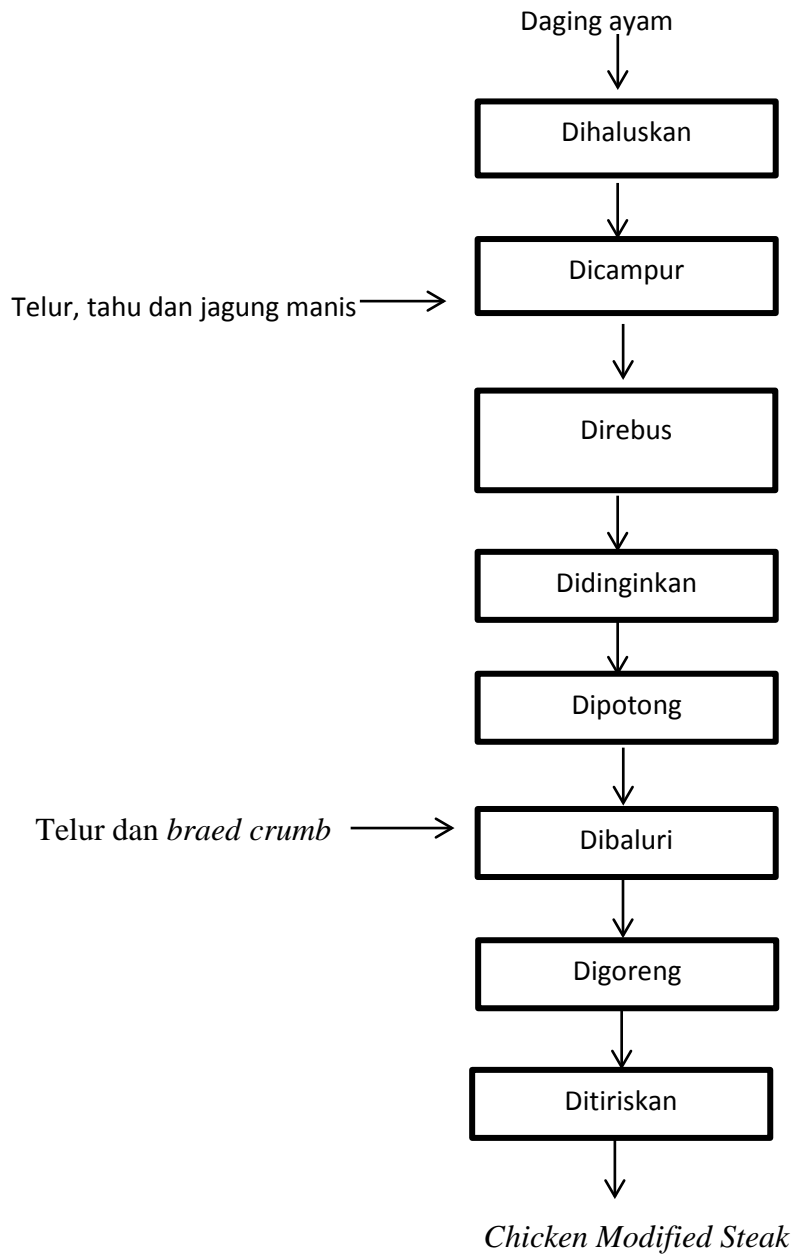 Daging ayam
Dihaluskan
Dicampur
Telur, tahu dan jagung manis
Direbus
Didinginkan
Dipotong
Telur dan braed crumb
Dibaluri
Digoreng
Ditiriskan
Chicken Modified Steak